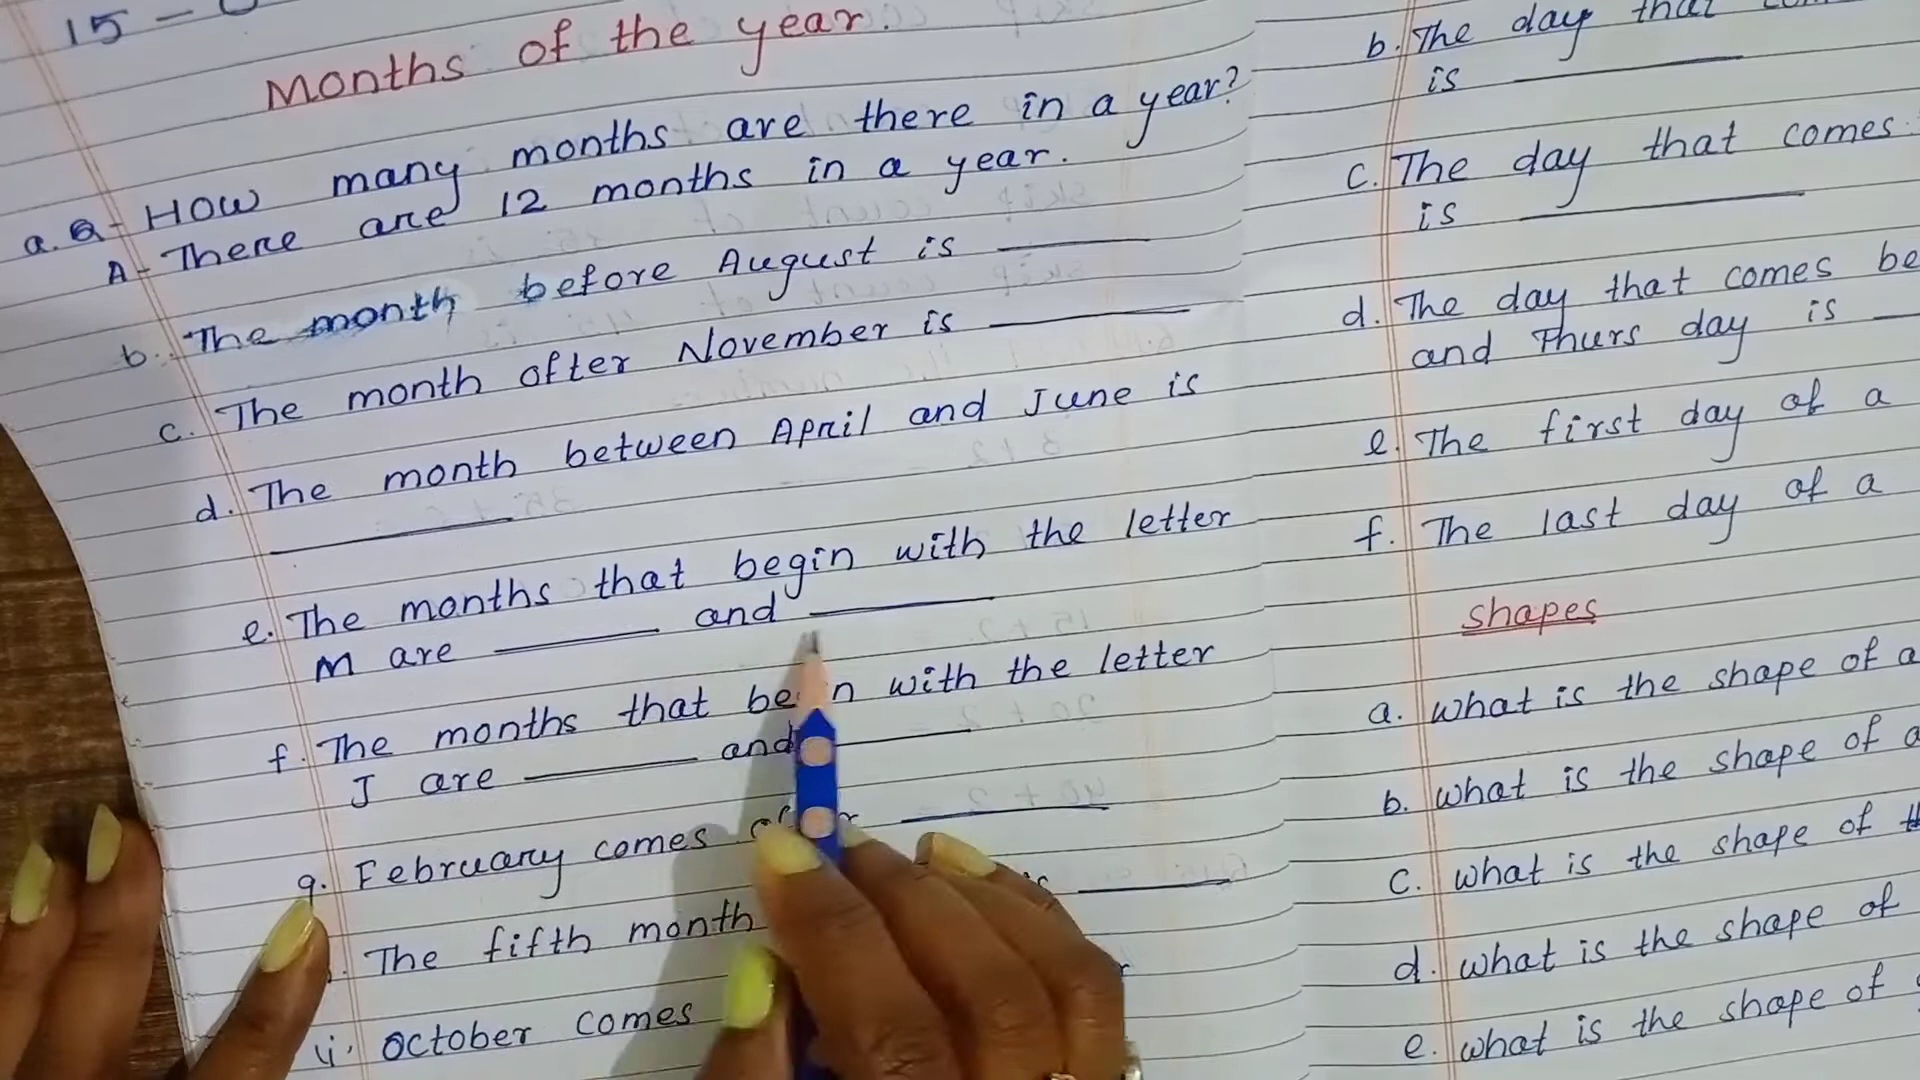 15 -
Months of the year.
a. Q - How many months are there in a year?
A - There are 12 months in a year.
b. The month before August is
c. The month after November is
d. The month between April and June is
e. The months that begin with the letter
M are and
f. The months that begin with the letter
J are and
g. February comes
The fifth month is
October comes
b. The day that
is
c. The day that comes
is
d. The day that comes be
and Thurs day is
e. The first day of a
f. The last day of a
shapes
a. what is the shape of a
b. what is the shape of a
c. what is the shape of
d. what is the shape of
e. what is the shape of